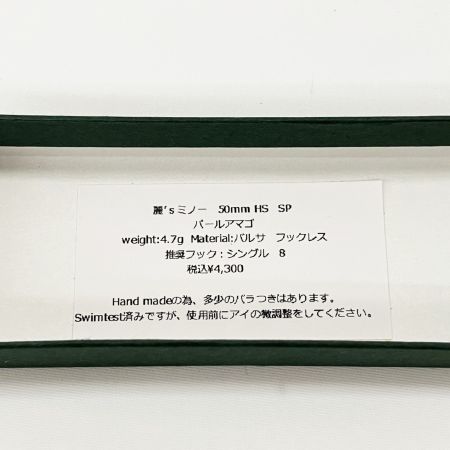 麗'sミノー 50mm HS SP
パールアマゴ
weight:4.7g Material:バルサ フックレス
推奨フック:シングル 8
税込¥4,300
Hand madeの為、多少のバラつきはあります。
Swimtest済みですが、使用前にアイの微調整をしてください。